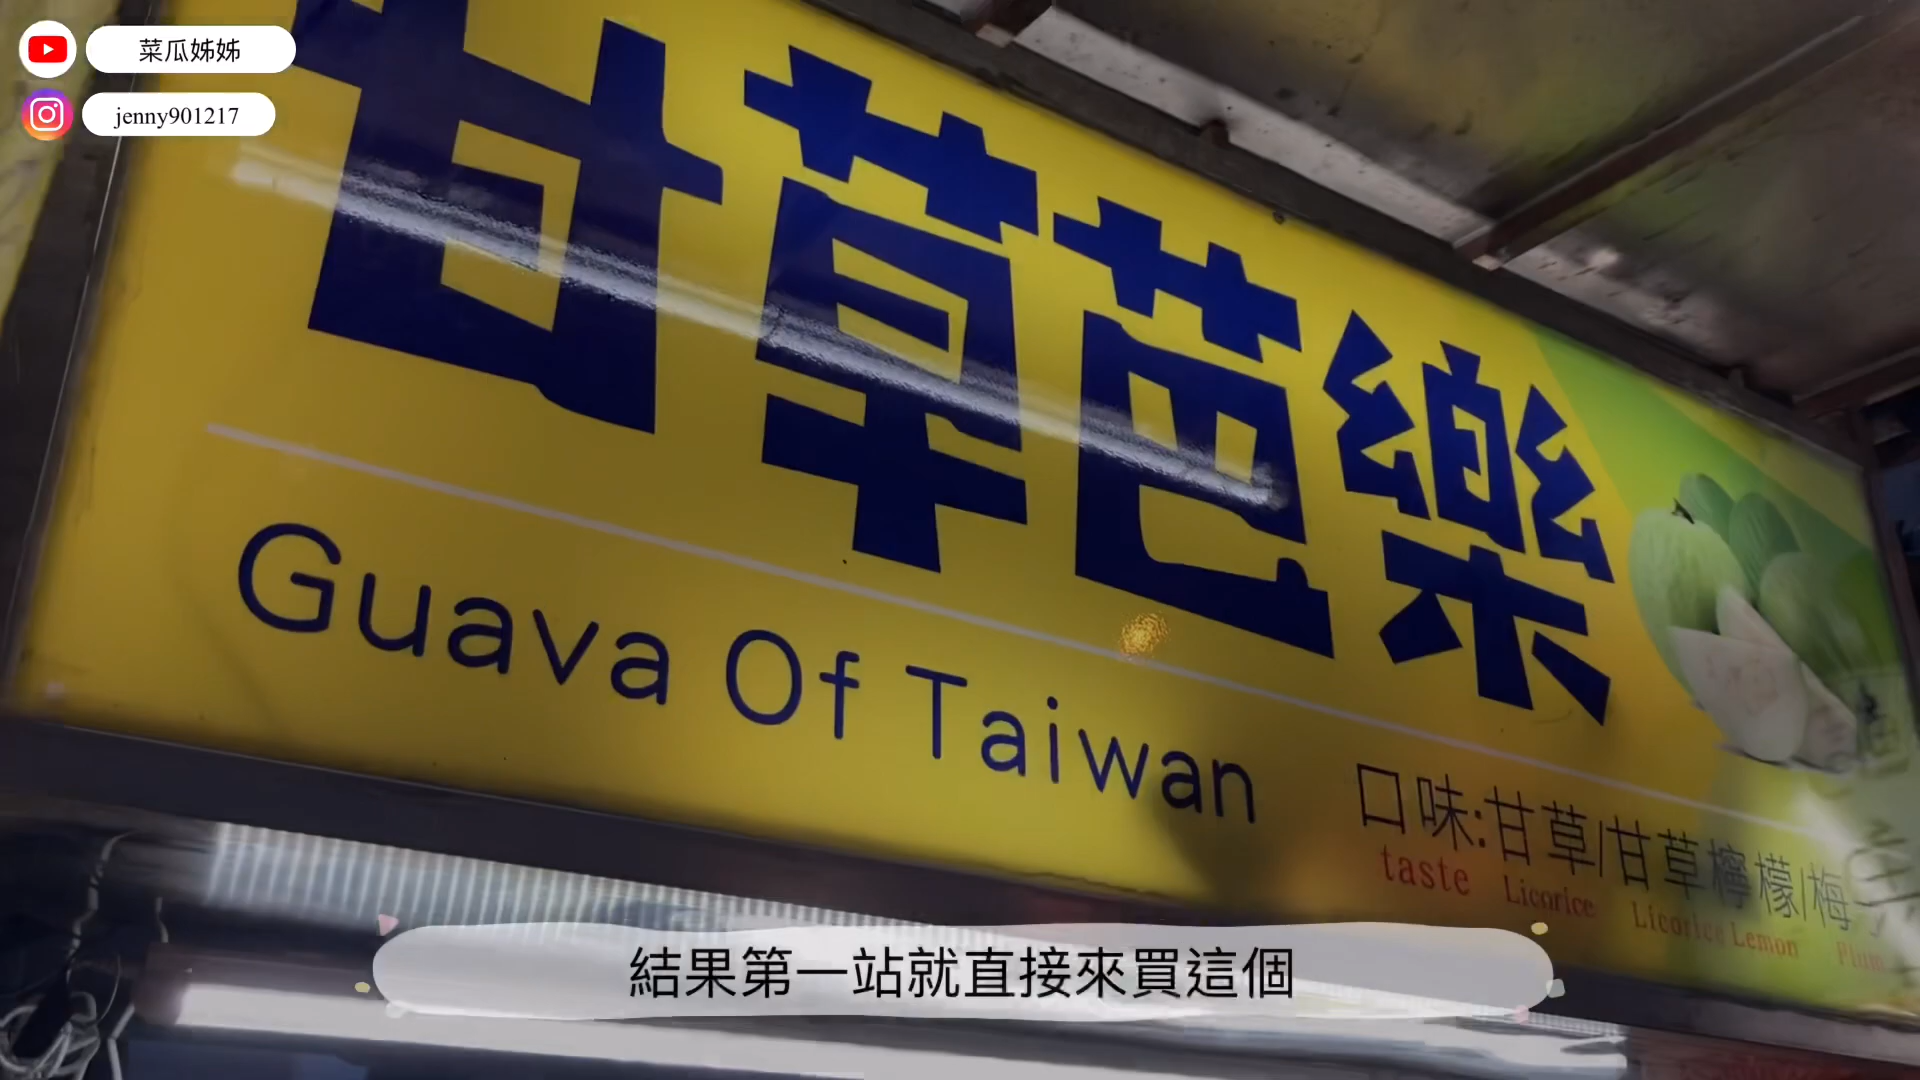 菜瓜姊姊
jenny901217
甘草芭樂
Guava Of Taiwan
口味:甘草/甘草檸檬/梅
taste Licorice Licorice Lemon Plum
結果第一站就直接來買這個